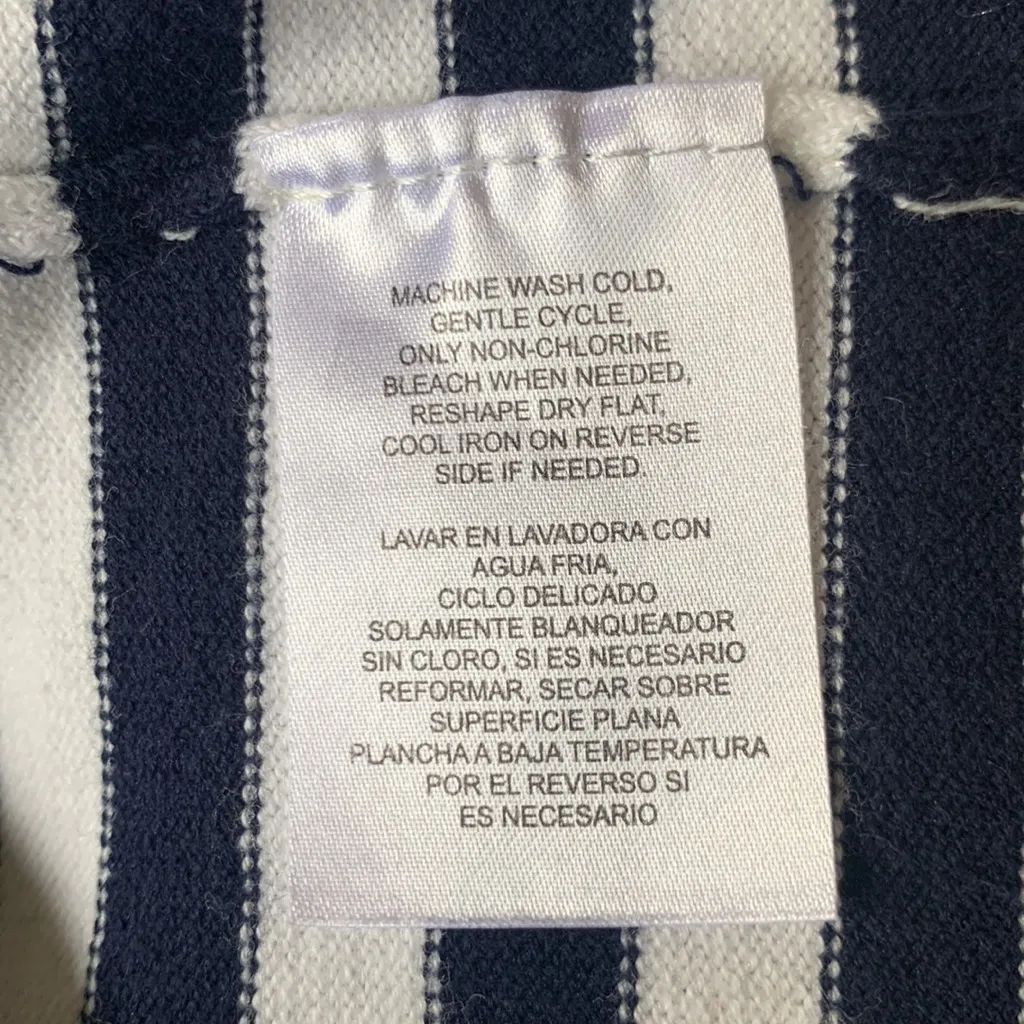 MACHINE WASH COLD,
GENTLE CYCLE,
ONLY NON-CHLORINE
BLEACH WHEN NEEDED,
RESHAPE DRY FLAT,
COOL IRON ON REVERSE
SIDE IF NEEDED.
LAVAR EN LAVADORA CON
AGUA FRIA,
CICLO DELICADO
SOLAMENTE BLANQUEADOR
SIN CLORO, SI ES NECESARIO
REFORMAR, SECAR SOBRE
SUPERFICIE PLANA
PLANCHA A BAJA TEMPERATURA
POR EL REVERSO SI
ES NECESARIO